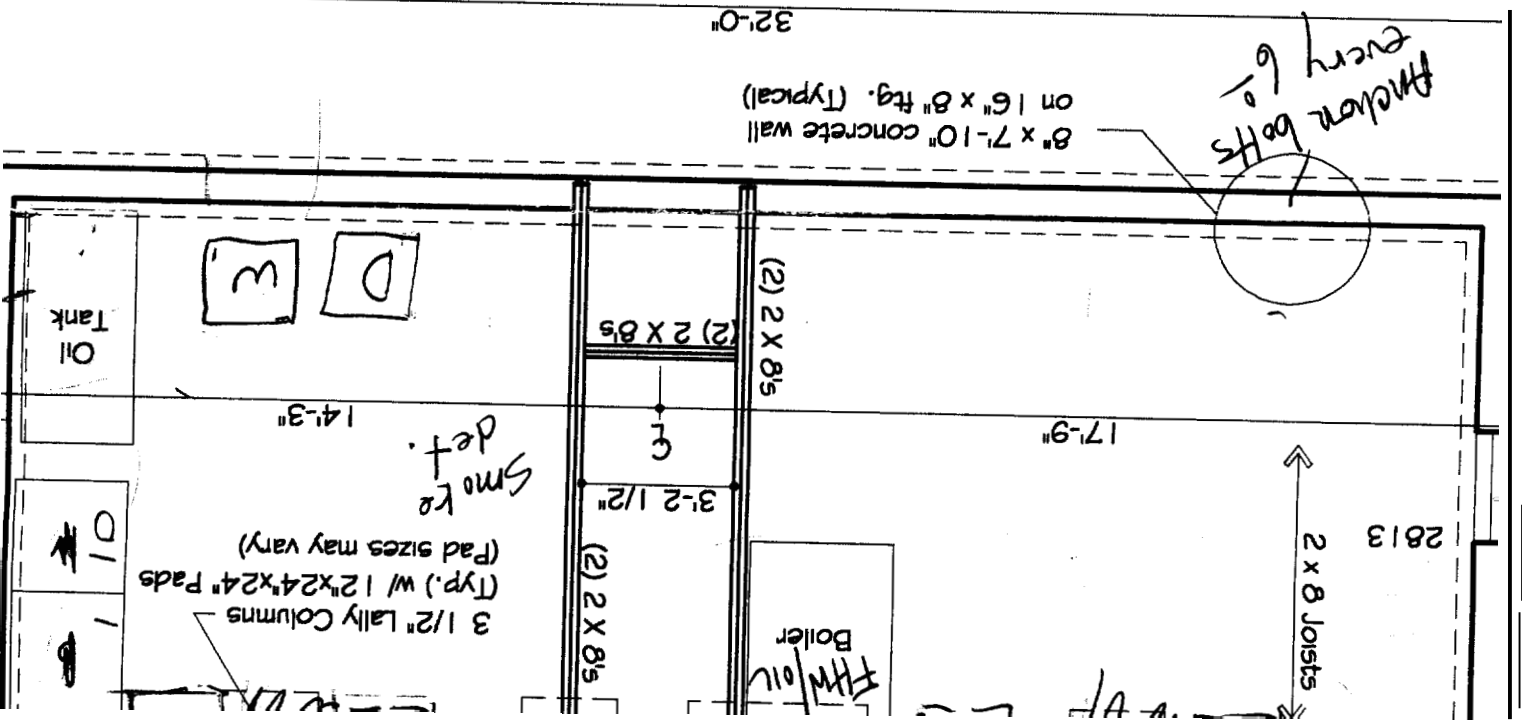 FHW/OIL
Boiler
3 1/2" Lally Columns
(Typ.) w/ 12"x24"x24" Pads
(Pad sizes may vary)
2 x 8 Joists
2813
(2) 2 X 8's
3'-2 1/2"
Smoke
det.
17'-9"
℄
14'-3"
Oil
Tank
(2) 2 X 8's
(2) 2 X 8's
D
W
Anchor bolts
every 6'
8" x 7'-10" concrete wall
on 16" x 8" ftg. (Typical)
32'-0"